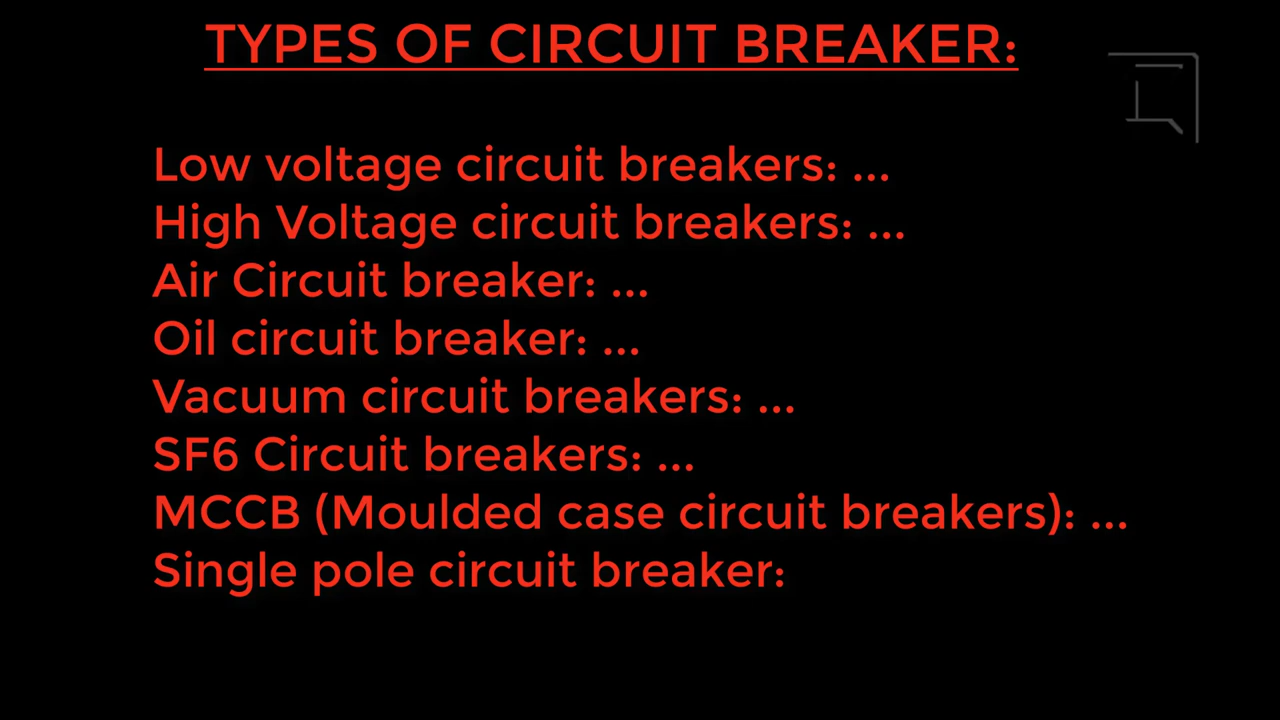 TYPES OF CIRCUIT BREAKER:
Low voltage circuit breakers: ...
High Voltage circuit breakers: ...
Air Circuit breaker: ...
Oil circuit breaker: ...
Vacuum circuit breakers: ...
SF6 Circuit breakers: ...
MCCB (Moulded case circuit breakers): ...
Single pole circuit breaker: